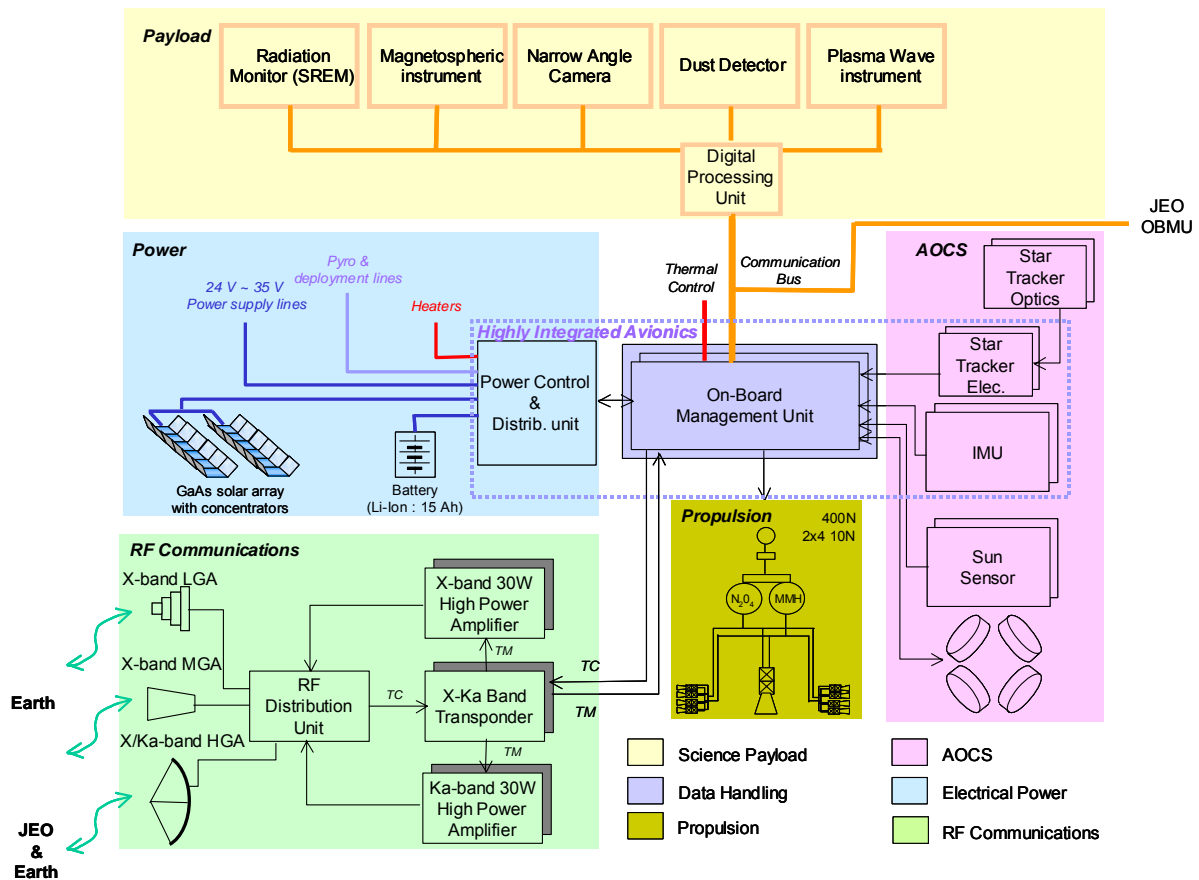 Payload
Radiation
Monitor (SREM)
Magnetospheric
instrument
Narrow Angle
Camera
Dust Detector
Plasma Wave
instrument
Digital
Processing
Unit
JEO
OBMU
Power
Pyro &
deployment lines
24 V ~ 35 V
Power supply lines
Heaters
Thermal
Control
Communication
Bus
AOCS
Star
Tracker
Optics
Highly Integrated Avionics
Power Control
&
Distrib. unit
On-Board
Management Unit
Star
Tracker
Elec.
IMU
GaAs solar array
with concentrators
Battery
(Li-Ion : 15 Ah)
Propulsion
400N
2x4 10N
N204
MMH
Sun
Sensor
RF Communications
X-band LGA
X-band 30W
High Power
Amplifier
TM
X-band MGA
Earth
RF
Distribution
Unit
TC
X-Ka Band
Transponder
TC
TM
X/Ka-band HGA
TM
Ka-band 30W
High Power
Amplifier
JEO
&
Earth
Science Payload
Data Handling
Propulsion
AOCS
Electrical Power
RF Communications